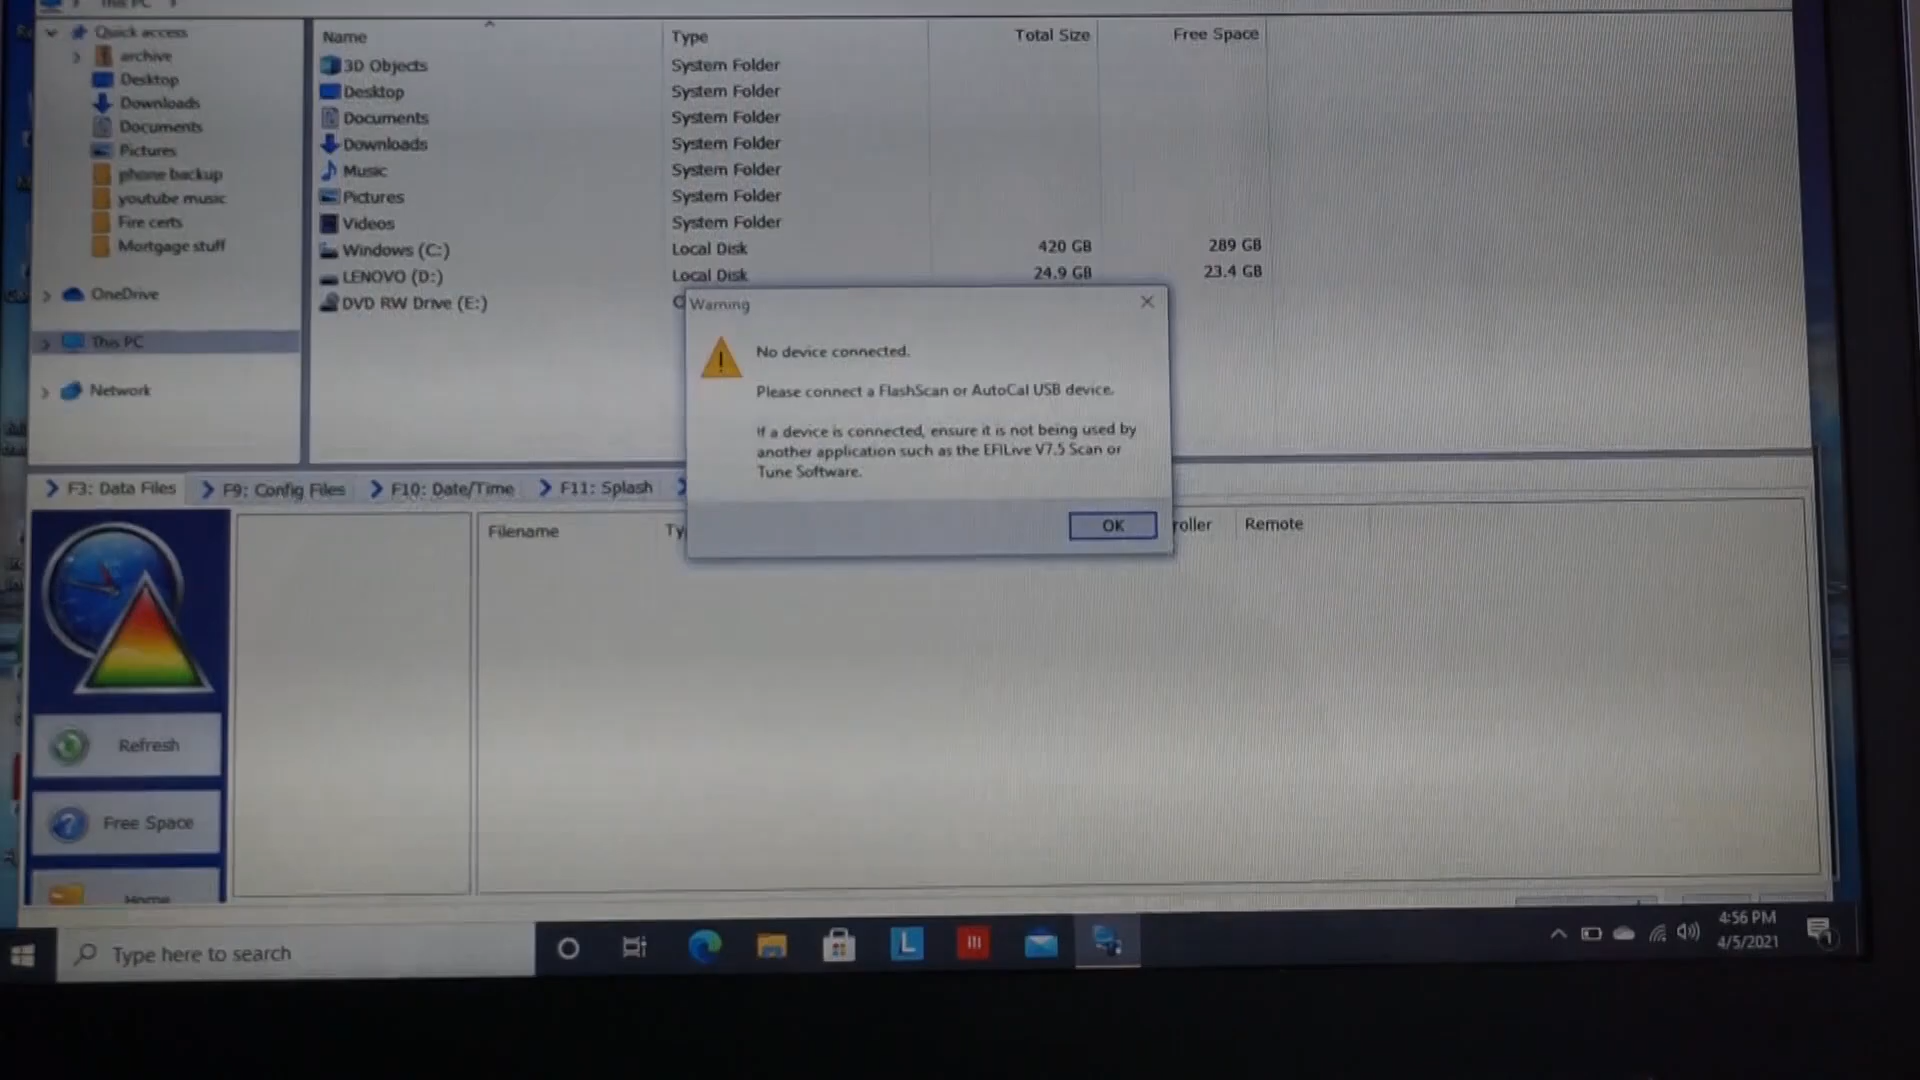 This PC
Quick access
archive
Desktop
Downloads
Documents
Pictures
phone backup
youtube music
Fire certs
Mortgage stuff
OneDrive
This PC
Network
Name Type Total Size Free Space
3D Objects System Folder
Desktop System Folder
Documents System Folder
Downloads System Folder
Music System Folder
Pictures System Folder
Videos System Folder
Windows (C:) Local Disk 420 GB 289 GB
LENOVO (D:) Local Disk 24.9 GB 23.4 GB
DVD RW Drive (E:) C
Warning
No device connected.
Please connect a FlashScan or AutoCal USB device.
If a device is connected, ensure it is not being used by
another application such as the EFILive V7.5 Scan or
Tune Software.
OK
F3: Data Files F9: Config Files F10: Date/Time F11: Splash
Filename Ty roller Remote
Refresh
Free Space
Home
Type here to search
L
4:56 PM
4/5/2021
1